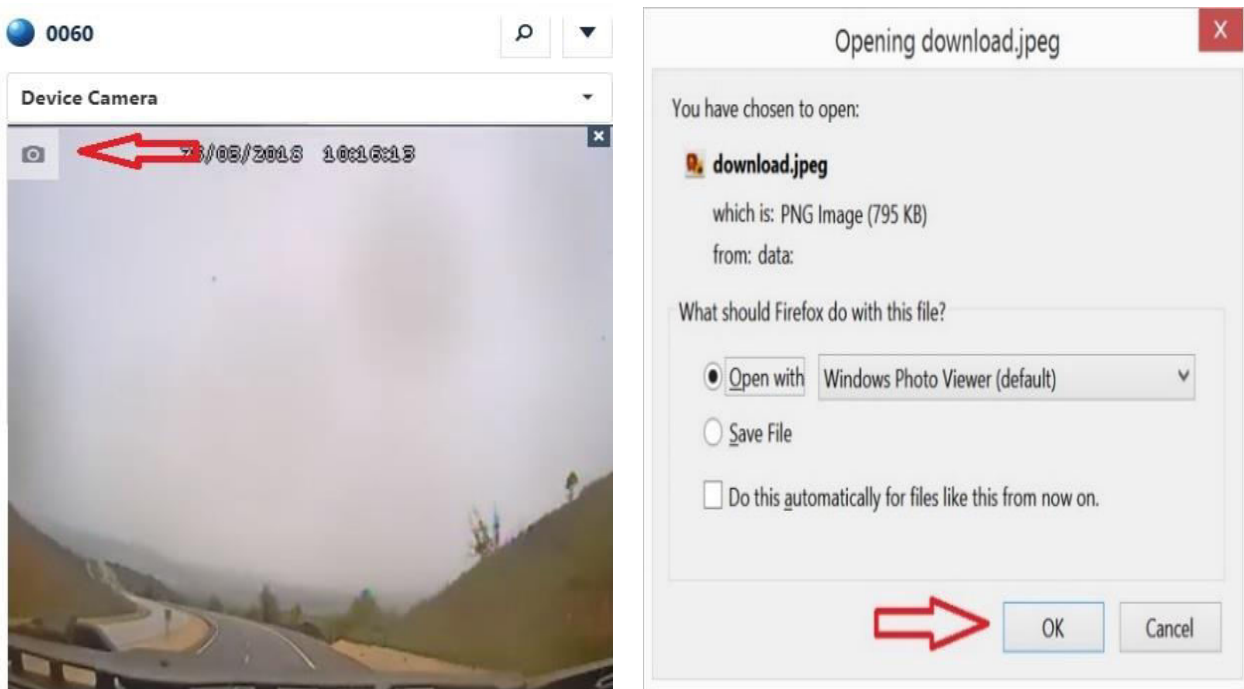 0060
Device Camera
10:16:13
Opening download.jpeg
X
You have chosen to open:
download.jpeg
which is: PNG Image (795 KB)
from: data:
What should Firefox do with this file?
Open with Windows Photo Viewer (default)
Save File
Do this automatically for files like this from now on.
OK Cancel